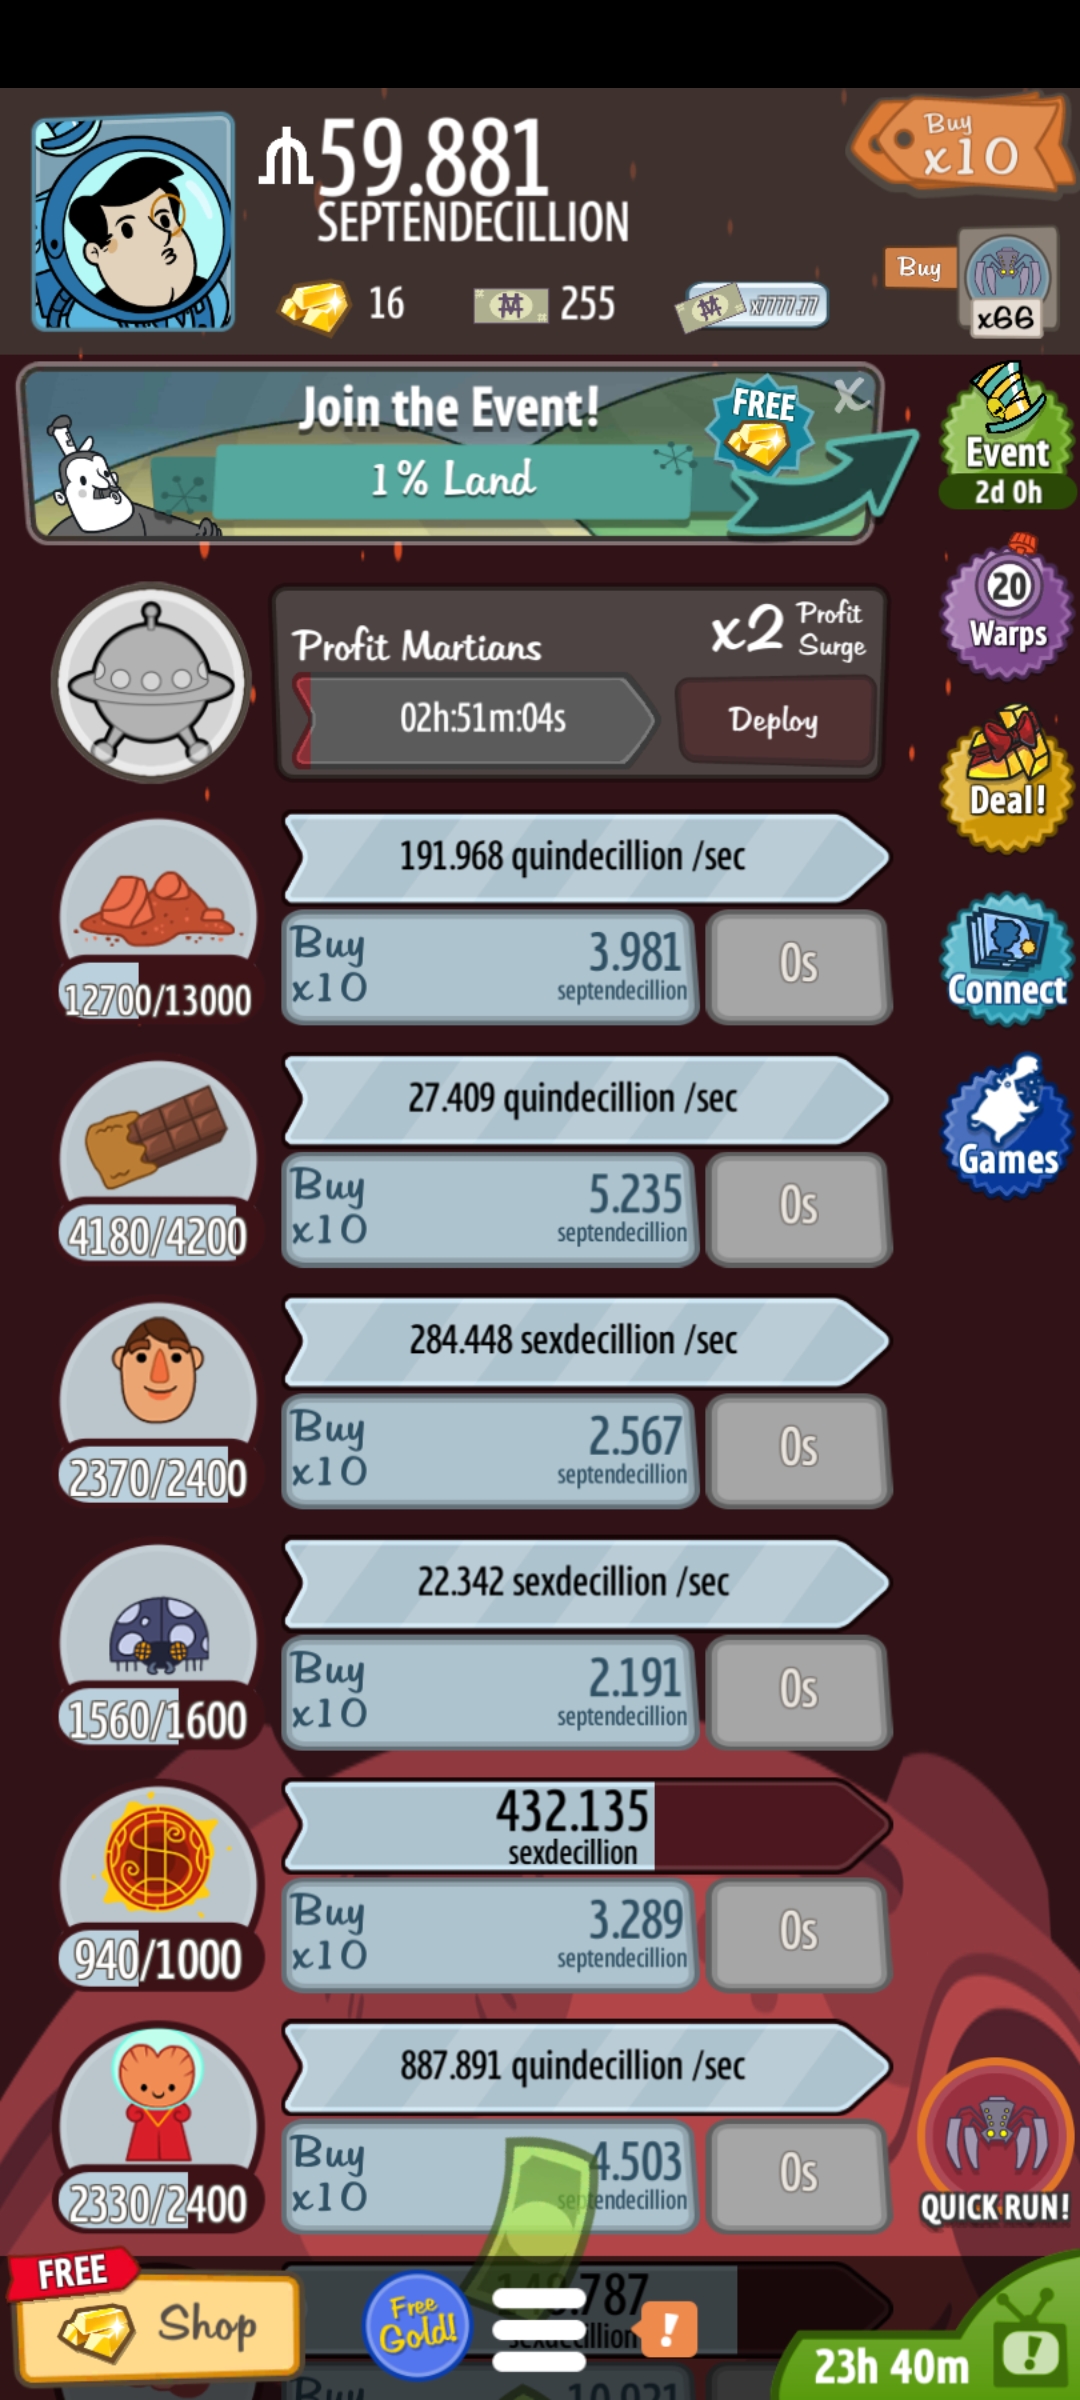 59.881
SEPTENDECILLION
Buy
x10
16
255
x7777.77
Buy
x66
Join the Event!
1% Land
FREE
X
Event
2d 0h
20
Warps
Deal!
Connect
Games
Profit Martians
x2 Profit Surge
02h:51m:04s
Deploy
191.968 quindecillion /sec
Buy
x10
3.981
septendecillion
0s
12700/13000
27.409 quindecillion /sec
Buy
x10
5.235
septendecillion
0s
4180/4200
284.448 sexdecillion /sec
Buy
x10
2.567
septendecillion
0s
2370/2400
22.342 sexdecillion /sec
Buy
x10
2.191
septendecillion
0s
1560/1600
432.135
sexdecillion
Buy
x10
3.289
septendecillion
0s
940/1000
887.891 quindecillion /sec
Buy
x10
4.503
septendecillion
0s
2330/2400
QUICK RUN!
FREE
Shop
Free
Gold!
!
23h 40m
!
Buy